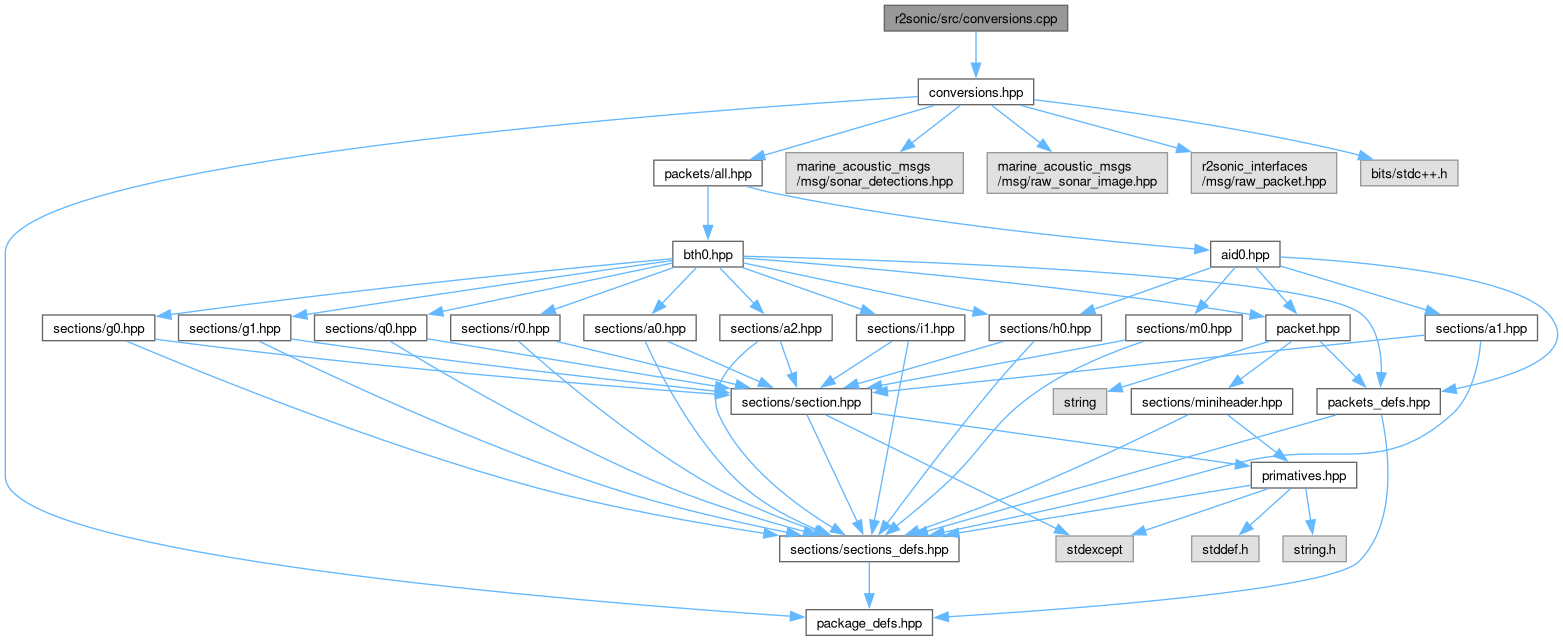 r2sonic/src/conversions.cpp
conversions.hpp
packets/all.hpp
marine_acoustic_msgs
/msg/sonar_detections.hpp
marine_acoustic_msgs
/msg/raw_sonar_image.hpp
r2sonic_interfaces
/msg/raw_packet.hpp
bits/stdc++.h
bth0.hpp
aid0.hpp
sections/g0.hpp
sections/g1.hpp
sections/q0.hpp
sections/r0.hpp
sections/a0.hpp
sections/a2.hpp
sections/i1.hpp
sections/h0.hpp
sections/m0.hpp
packet.hpp
sections/a1.hpp
sections/section.hpp
string
sections/miniheader.hpp
packets_defs.hpp
primatives.hpp
sections/sections_defs.hpp
stdexcept
stddef.h
string.h
package_defs.hpp